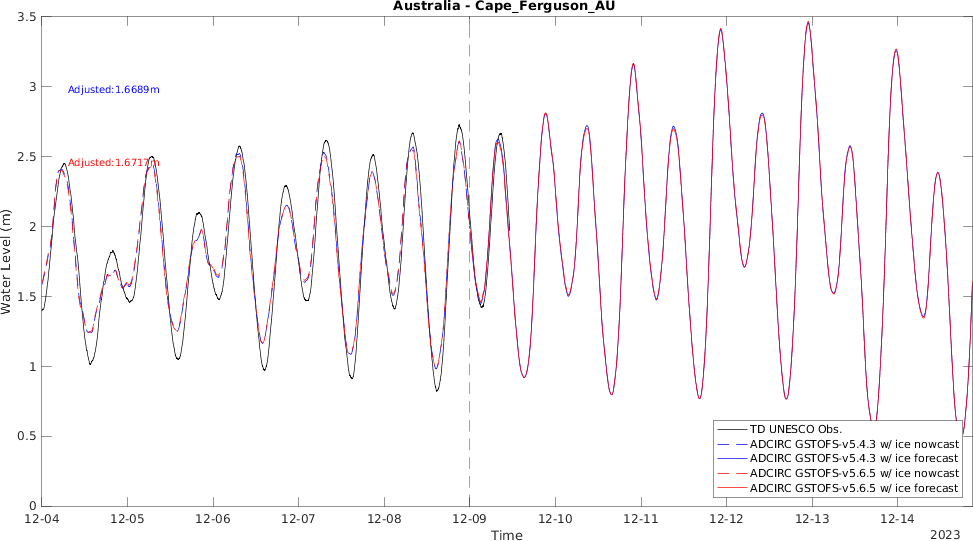 Australia - Cape_Ferguson_AU
3.5
3
2.5
2
1.5
1
0.5
0
Water Level (m)
Adjusted:1.6689m
Adjusted:1.6717m
TD UNESCO Obs.
ADCIRC GSTOFS-v5.4.3 w/ ice nowcast
ADCIRC GSTOFS-v5.4.3 w/ ice forecast
ADCIRC GSTOFS-v5.6.5 w/ ice nowcast
ADCIRC GSTOFS-v5.6.5 w/ ice forecast
12-04 12-05 12-06 12-07 12-08 12-09 12-10 12-11 12-12 12-13 12-14
Time
2023